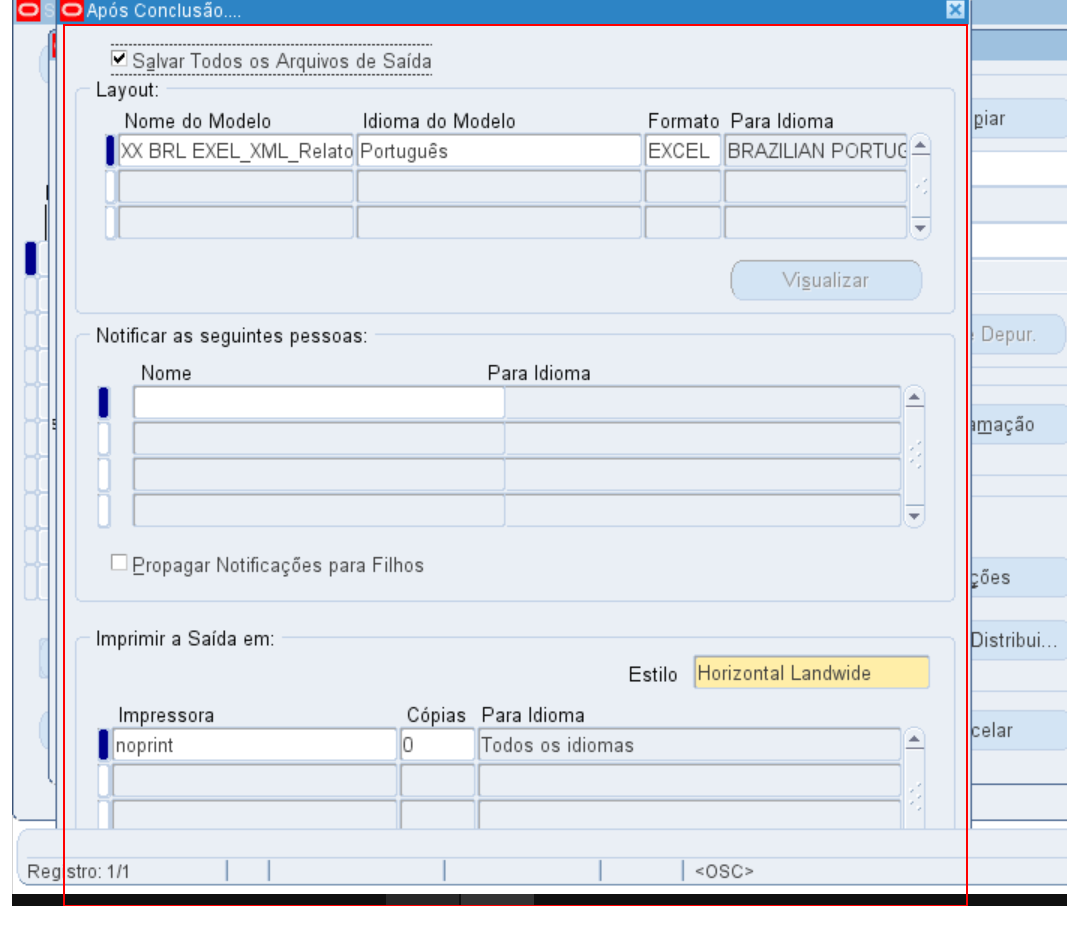 Após Conclusão....
Salvar Todos os Arquivos de Saída
Layout:
Nome do Modelo Idioma do Modelo Formato Para Idioma
XX BRL EXEL_XML_Relato Português EXCEL BRAZILIAN PORTUG
piar
Visualizar
Notificar as seguintes pessoas:
Depur.
Nome Para Idioma
amação
Propagar Notificações para Filhos
ções
Imprimir a Saída em:
Distribui...
Estilo Horizontal Landwide
Impressora Cópias Para Idioma
celar
noprint 0 Todos os idiomas
Registro: 1/1 <OSC>